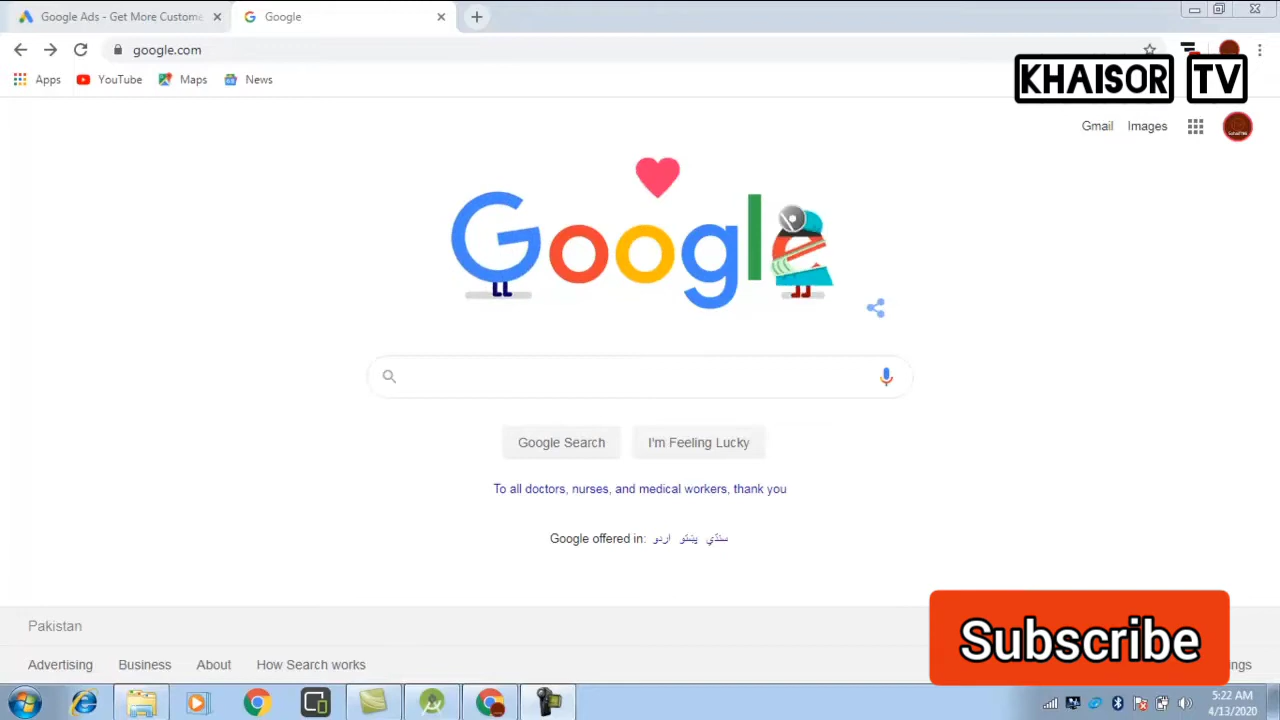 Google Ads - Get More Custome
Google
google.com
Apps
YouTube
Maps
News
KHAISOR TV
Gmail
Images
Google
Google Search
I'm Feeling Lucky
To all doctors, nurses, and medical workers, thank you
Google offered in: اردو پښتو سنڌي
Pakistan
Subscribe
Advertising
Business
About
How Search works
ngs
5:22 AM
4/13/2020